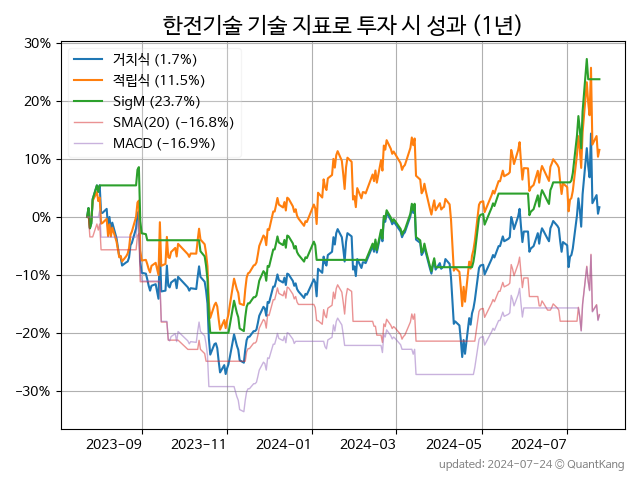 한전기술 기술 지표로 투자 시 성과 (1년)
거치식 (1.7%)
적립식 (11.5%)
SigM (23.7%)
SMA(20) (−16.8%)
MACD (−16.9%)
30%
20%
10%
0%
−10%
−20%
−30%
2023-09 2023-11 2024-01 2024-03 2024-05 2024-07
updated: 2024-07-24 © QuantKang